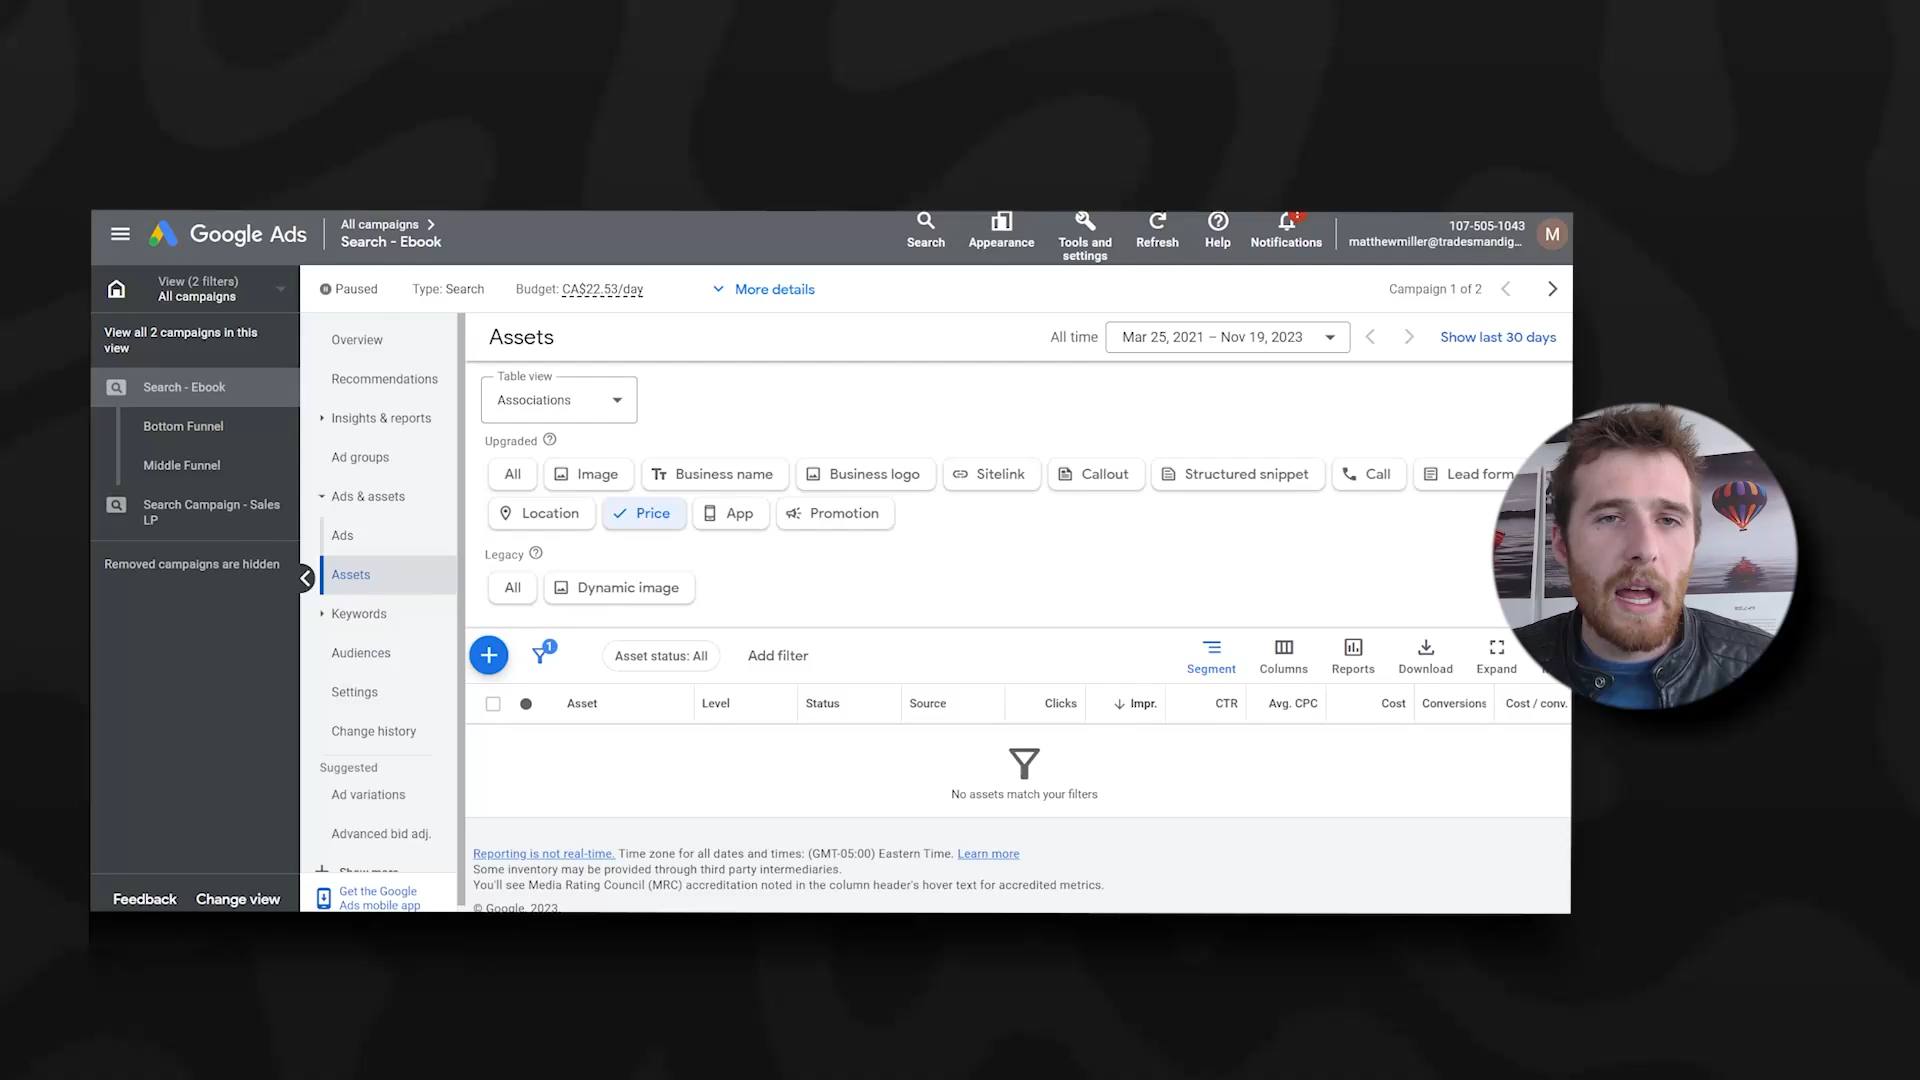 Google Ads
All campaigns
Search - Ebook
Search
Appearance
Tools and
settings
Refresh
Help
Notifications
107-505-1043
matthewmiller@tradesmandig...
M
View (2 filters)
All campaigns
Paused
Type: Search
Budget: CA$22.53/day
More details
Campaign 1 of 2
View all 2 campaigns in this
view
Search - Ebook
Bottom Funnel
Middle Funnel
Search Campaign - Sales
LP
Removed campaigns are hidden
Feedback
Change view
Overview
Recommendations
Insights & reports
Ad groups
Ads & assets
Ads
Assets
Keywords
Audiences
Settings
Change history
Suggested
Ad variations
Advanced bid adj.
Show more
Get the Google
Ads mobile app
Assets
All time
Mar 25, 2021 – Nov 19, 2023
Show last 30 days
Table view
Associations
Upgraded
All
Image
Business name
Business logo
Sitelink
Callout
Structured snippet
Call
Lead form
Location
Price
App
Promotion
Legacy
All
Dynamic image
1
Asset status: All
Add filter
Segment
Columns
Reports
Download
Expand
Asset
Level
Status
Source
Clicks
Impr.
CTR
Avg. CPC
Cost
Conversions
Cost / conv.
No assets match your filters
Reporting is not real-time. Time zone for all dates and times: (GMT-05:00) Eastern Time. Learn more
Some inventory may be provided through third party intermediaries.
You'll see Media Rating Council (MRC) accreditation noted in the column header's hover text for accredited metrics.
© Google, 2023.